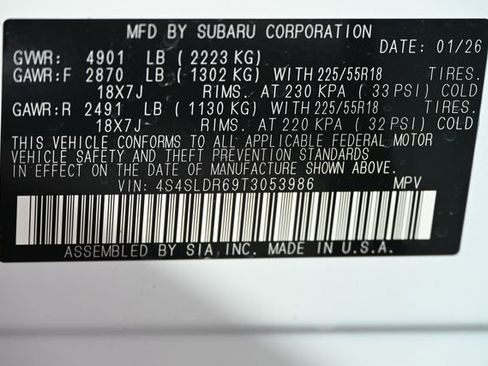 MFD BY SUBARU CORPORATION
DATE: 01/26
GVWR: 4901 LB (2223 KG)
GAWR:F 2870 LB (1302 KG) WITH 225/55R18 TIRES.
18X7J RIMS. AT 230 KPA (33 PSI) COLD
GAWR:R 2491 LB (1130 KG) WITH 225/55R18 TIRES.
18X7J RIMS. AT 220 KPA (32 PSI) COLD
THIS VEHICLE CONFORMS TO ALL APPLICABLE FEDERAL MOTOR
VEHICLE SAFETY AND THEFT PREVENTION STANDARDS
IN EFFECT ON THE DATE OF MANUFACTURE SHOWN ABOVE.
VIN: 4S4SLDR69T3053986 MPV
ASSEMBLED BY SIA, INC. MADE IN U.S.A.